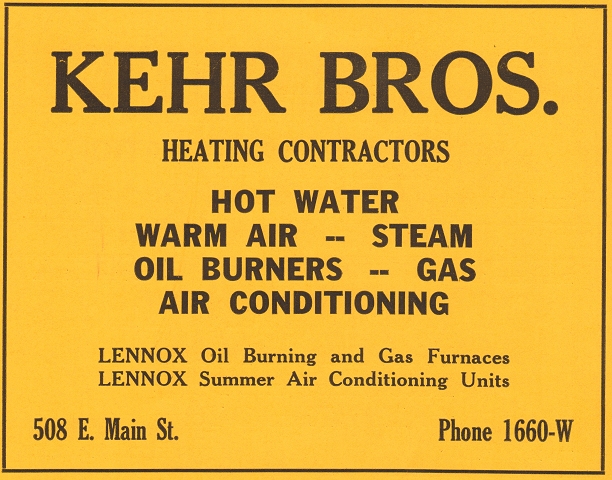 KEHR BROS.
HEATING CONTRACTORS
HOT WATER
WARM AIR -- STEAM
OIL BURNERS -- GAS
AIR CONDITIONING
LENNOX Oil Burning and Gas Furnaces
LENNOX Summer Air Conditioning Units
508 E. Main St. Phone 1660-W